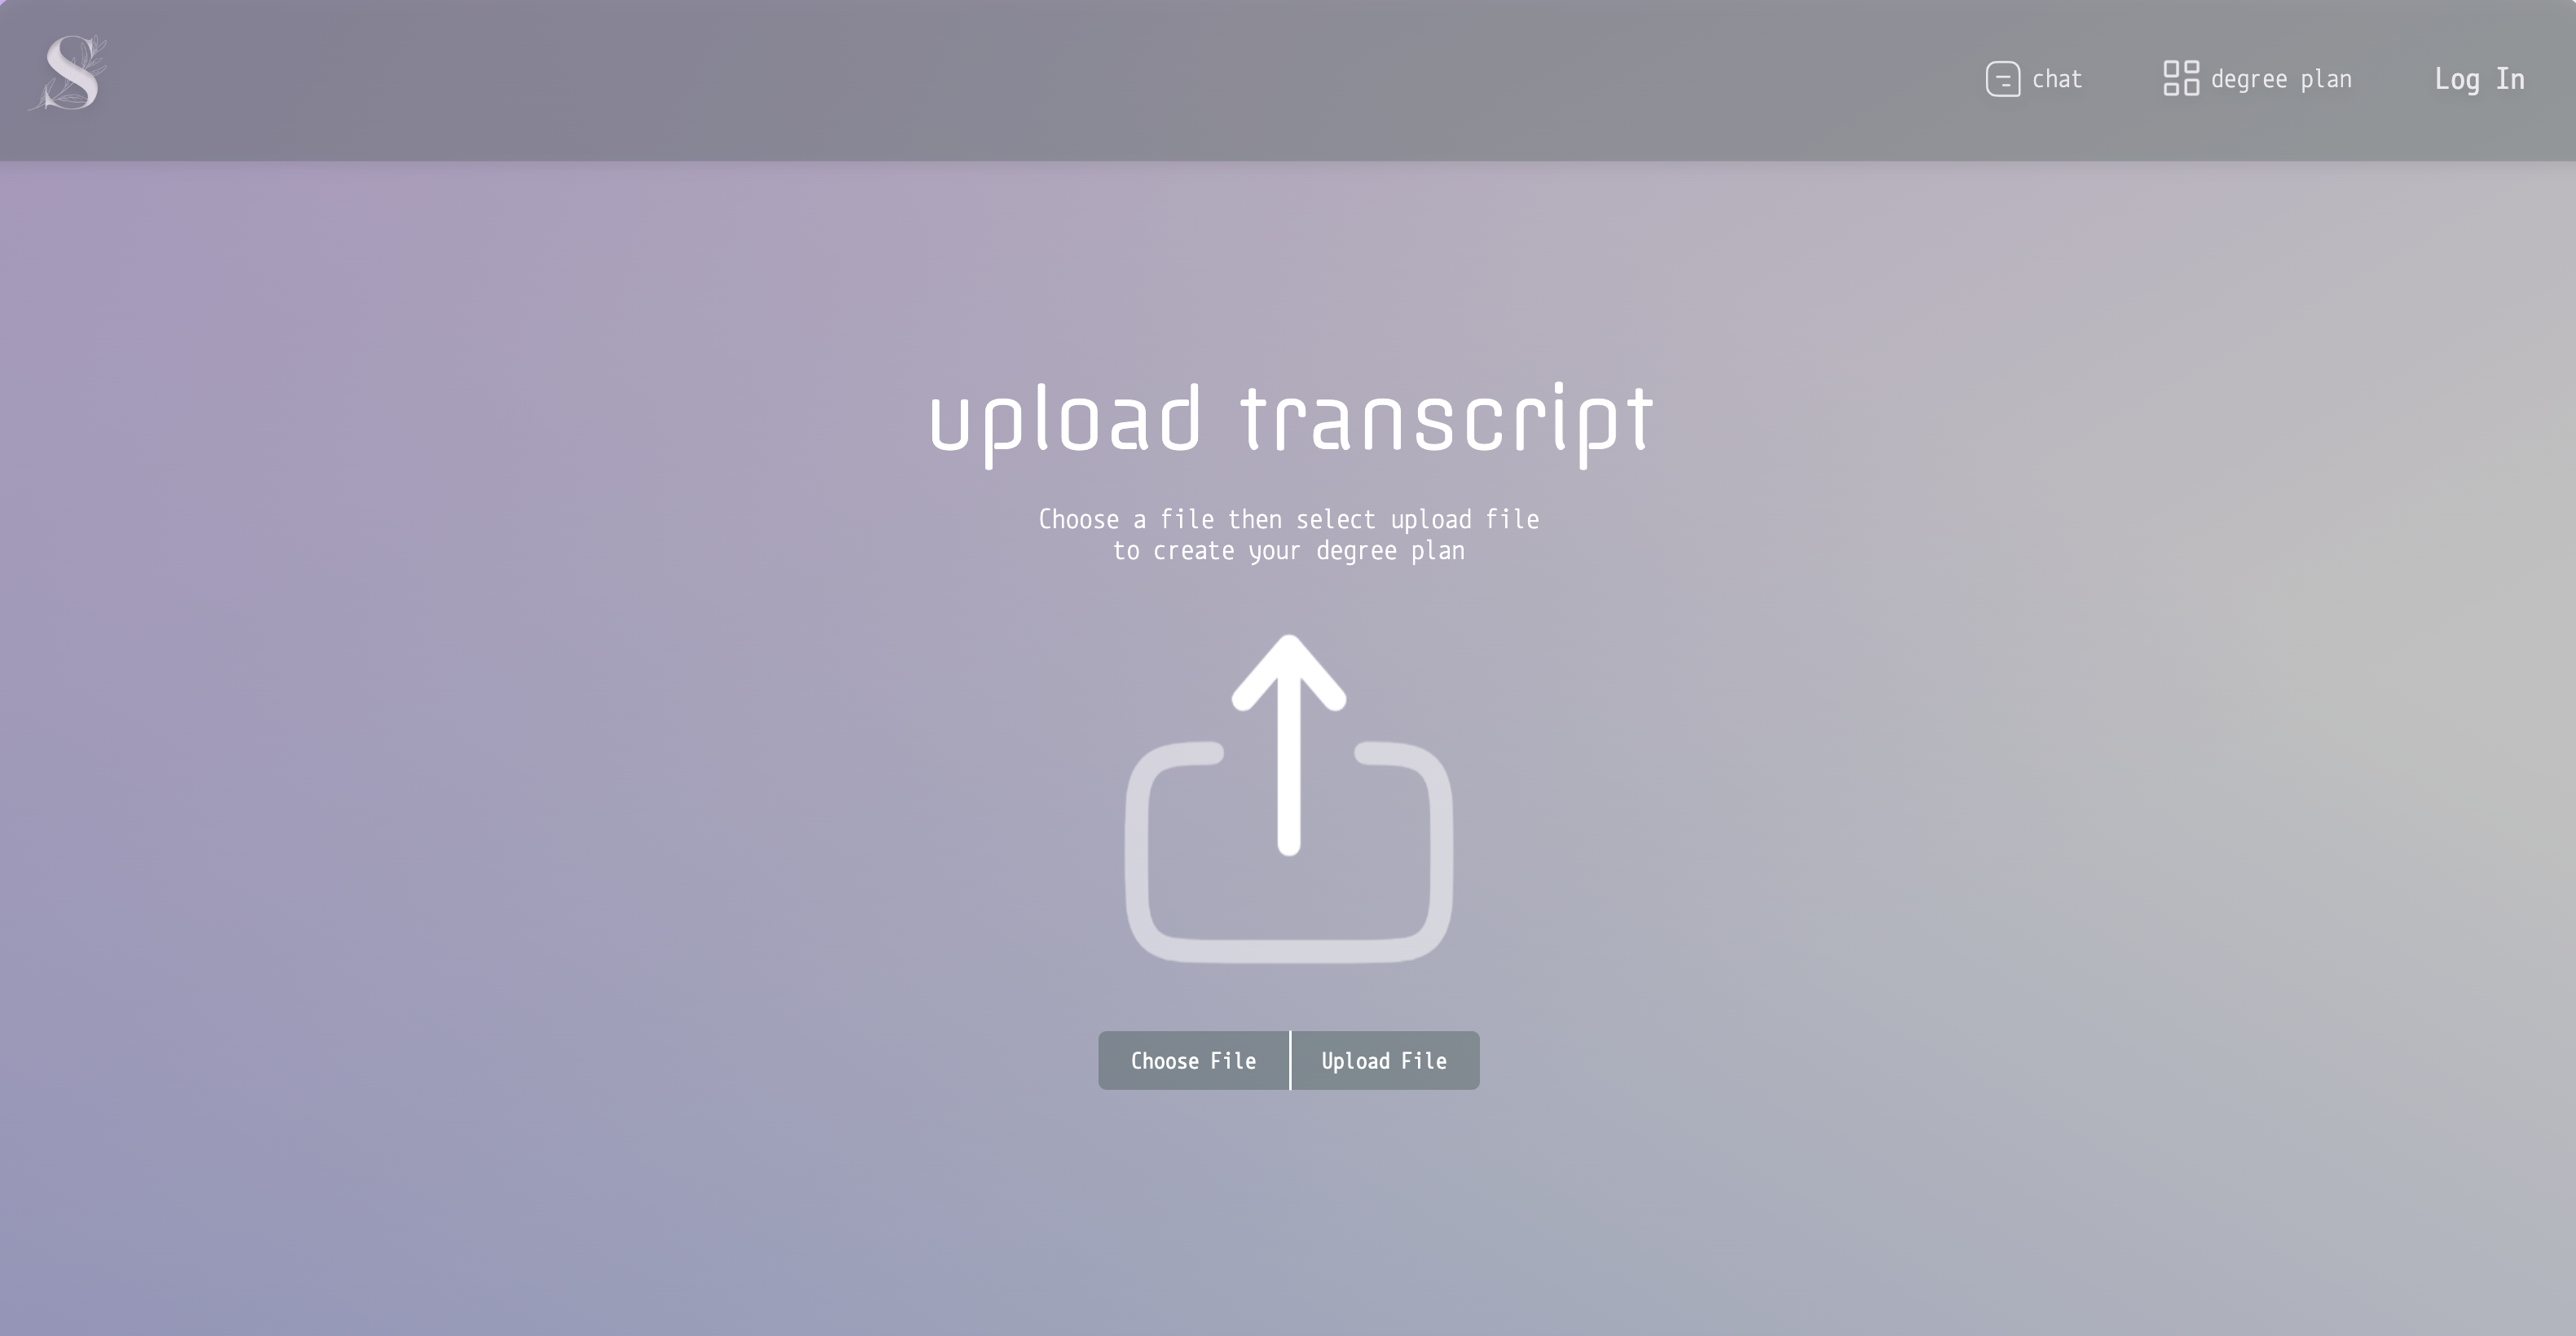 S
chat
degree plan
Log In
upload transcript
Choose a file then select upload file
to create your degree plan
Choose File
Upload File